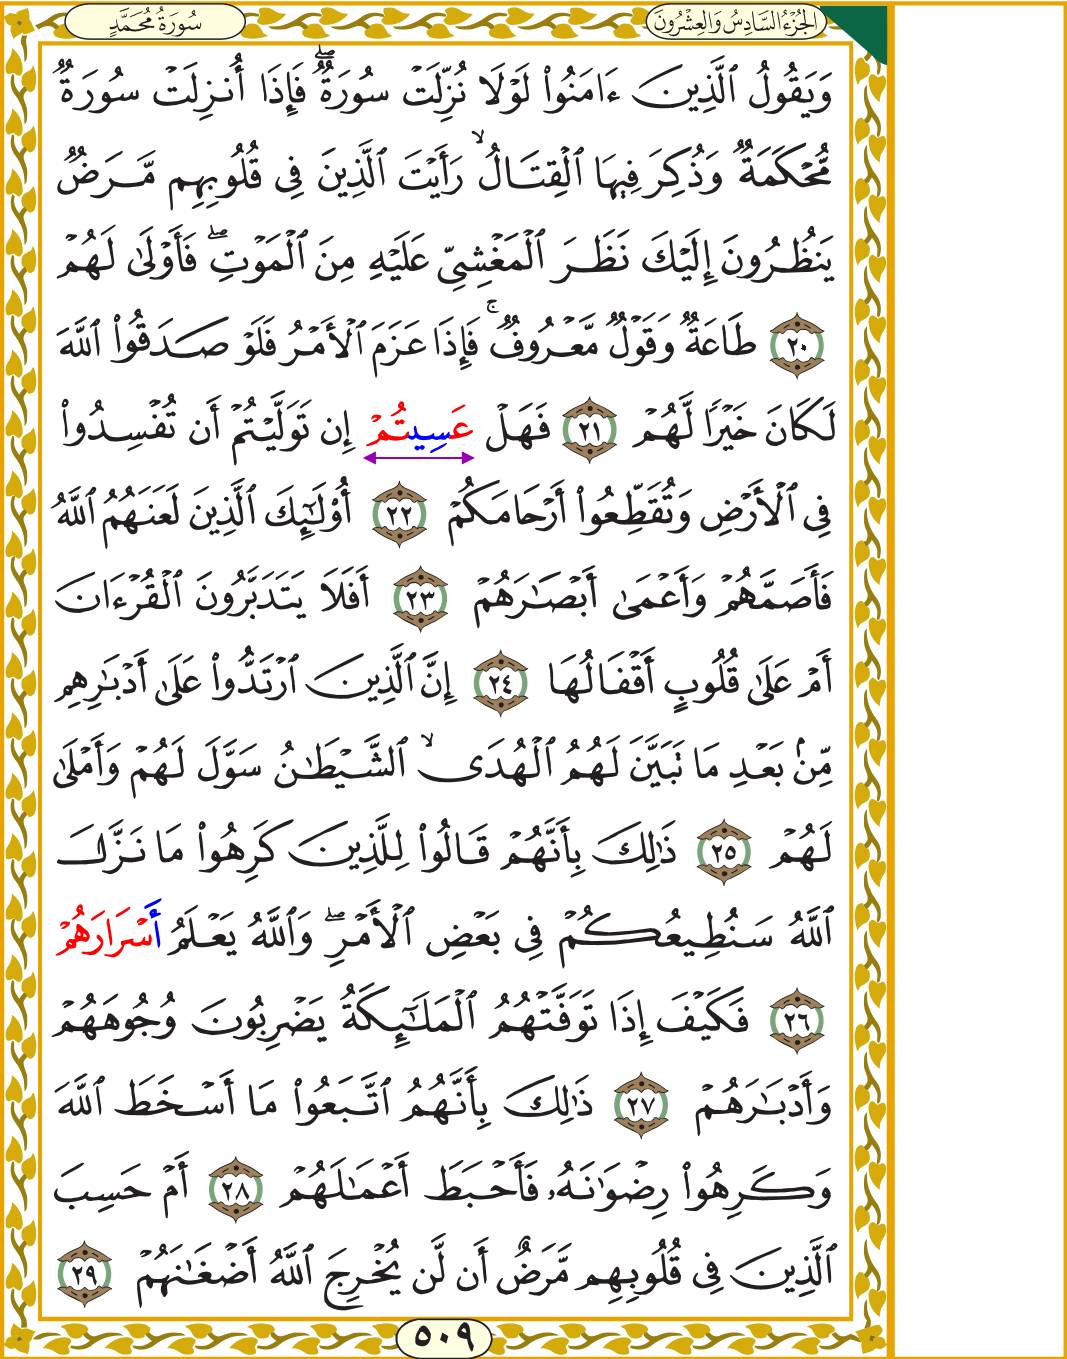 سُورَةُ مُحَمَّدٍ
الجُزْءُ السَّادِسُ وَالعِشْرُونَ
وَيَقُولُ ٱلَّذِينَ ءَامَنُوا۟ لَوْلَا نُزِّلَتْ سُورَةٌ ۖ فَإِذَآ أُنزِلَتْ سُورَةٌ
مُّحْكَمَةٌ وَذُكِرَ فِيهَا ٱلْقِتَالُ ۙ رَأَيْتَ ٱلَّذِينَ فِى قُلُوبِهِم مَّرَضٌ
يَنظُرُونَ إِلَيْكَ نَظَرَ ٱلْمَغْشِىِّ عَلَيْهِ مِنَ ٱلْمَوْتِ ۖ فَأَوْلَىٰ لَهُمْ
٢٠ طَاعَةٌ وَقَوْلٌ مَّعْرُوفٌ ۚ فَإِذَا عَزَمَ ٱلْأَمْرُ فَلَوْ صَدَقُوا۟ ٱللَّهَ
لَكَانَ خَيْرًا لَّهُمْ ٢١ فَهَلْ عَسِيتُمْ إِن تَوَلَّيْتُمْ أَن تُفْسِدُوا۟
فِى ٱلْأَرْضِ وَتُقَطِّعُوٓا۟ أَرْحَامَكُمْ ٢٢ أُو۟لَـٰٓئِكَ ٱلَّذِينَ لَعَنَهُمُ ٱللَّهُ
فَأَصَمَّهُمْ وَأَعْمَىٰٓ أَبْصَـٰرَهُمْ ٢٣ أَفَلَا يَتَدَبَّرُونَ ٱلْقُرْءَانَ
أَمْ عَلَىٰ قُلُوبٍ أَقْفَالُهَآ ٢٤ إِنَّ ٱلَّذِينَ ٱرْتَدُّوا۟ عَلَىٰٓ أَدْبَـٰرِهِم
مِّنۢ بَعْدِ مَا تَبَيَّنَ لَهُمُ ٱلْهُدَى ۙ ٱلشَّيْطَـٰنُ سَوَّلَ لَهُمْ وَأَمْلَىٰ
لَهُمْ ٢٥ ذَٰلِكَ بِأَنَّهُمْ قَالُوا۟ لِلَّذِينَ كَرِهُوا۟ مَا نَزَّلَ
ٱللَّهُ سَنُطِيعُكُمْ فِى بَعْضِ ٱلْأَمْرِ ۖ وَٱللَّهُ يَعْلَمُ أَسْرَارَهُمْ
٢٦ فَكَيْفَ إِذَا تَوَفَّتْهُمُ ٱلْمَلَـٰٓئِكَةُ يَضْرِبُونَ وُجُوهَهُمْ
وَأَدْبَـٰرَهُمْ ٢٧ ذَٰلِكَ بِأَنَّهُمُ ٱتَّبَعُوا۟ مَآ أَسْخَطَ ٱللَّهَ
وَكَرِهُوا۟ رِضْوَٰنَهُۥ فَأَحْبَطَ أَعْمَـٰلَهُمْ ٢٨ أَمْ حَسِبَ
ٱلَّذِينَ فِى قُلُوبِهِم مَّرَضٌ أَن لَّن يُخْرِجَ ٱللَّهُ أَضْغَـٰنَهُمْ ٢٩
٥٠٩